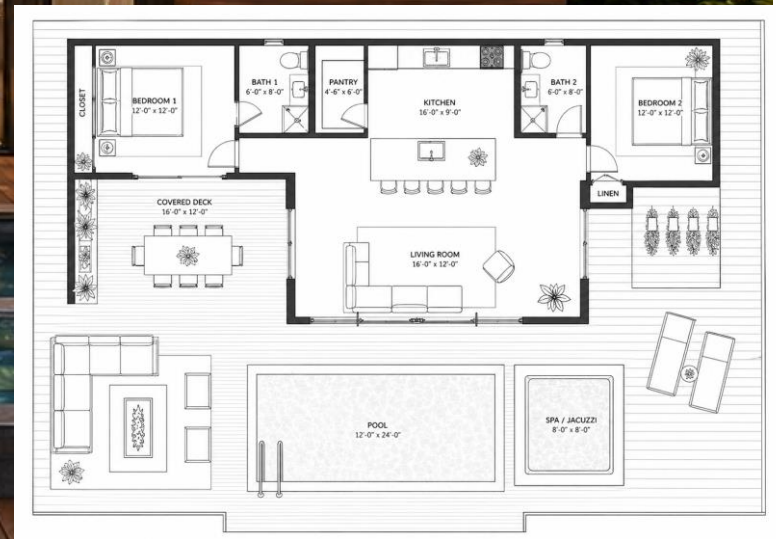 CLOSET
BEDROOM 1
12'-0" x 12'-0"
BATH 1
6'-0" x 8'-0"
PANTRY
4'-6" x 6'-0"
KITCHEN
16'-0" x 9'-0"
BATH 2
6-0" x 8'-0"
BEDROOM 2
12'-0" x 12'-0"
LINEN
COVERED DECK
16'-0" x 12'-0"
LIVING ROOM
16'-0" x 12'-0"
POOL
12'-0" x 24'-0"
SPA / JACUZZI
8'-0" x 8'-0"